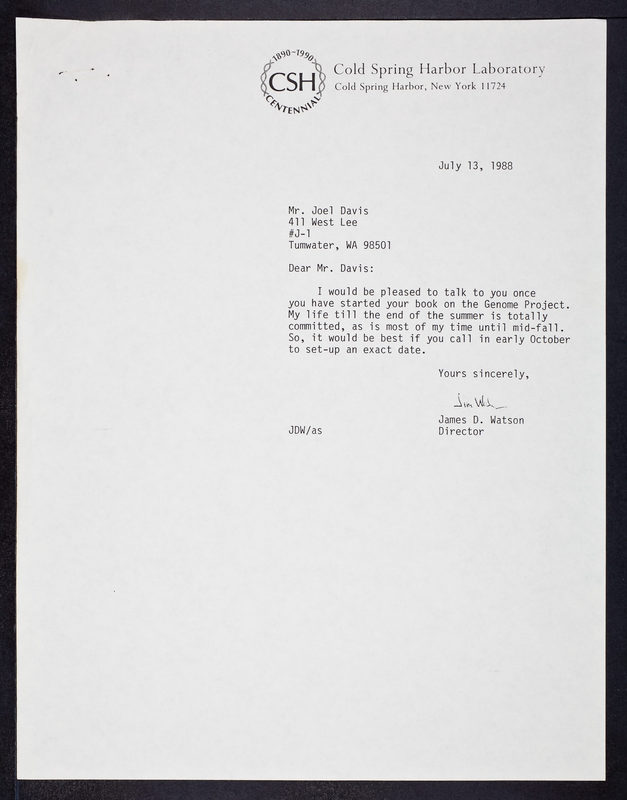 1890-1990
CSH
CENTENNIAL
Cold Spring Harbor Laboratory
Cold Spring Harbor, New York 11724
July 13, 1988
Mr. Joel Davis
411 West Lee
#J-1
Tumwater, WA 98501
Dear Mr. Davis:
I would be pleased to talk to you once
you have started your book on the Genome Project.
My life till the end of the summer is totally
committed, as is most of my time until mid-fall.
So, it would be best if you call in early October
to set-up an exact date.
Yours sincerely,
James D. Watson
JDW/as Director